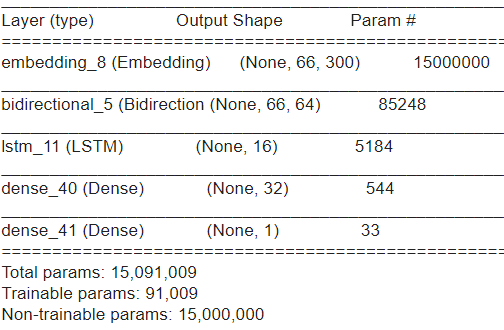 Layer (type) Output Shape Param #
embedding_8 (Embedding) (None, 66, 300) 15000000
bidirectional_5 (Bidirection (None, 66, 64) 85248
lstm_11 (LSTM) (None, 16) 5184
dense_40 (Dense) (None, 32) 544
dense_41 (Dense) (None, 1) 33
Total params: 15,091,009
Trainable params: 91,009
Non-trainable params: 15,000,000